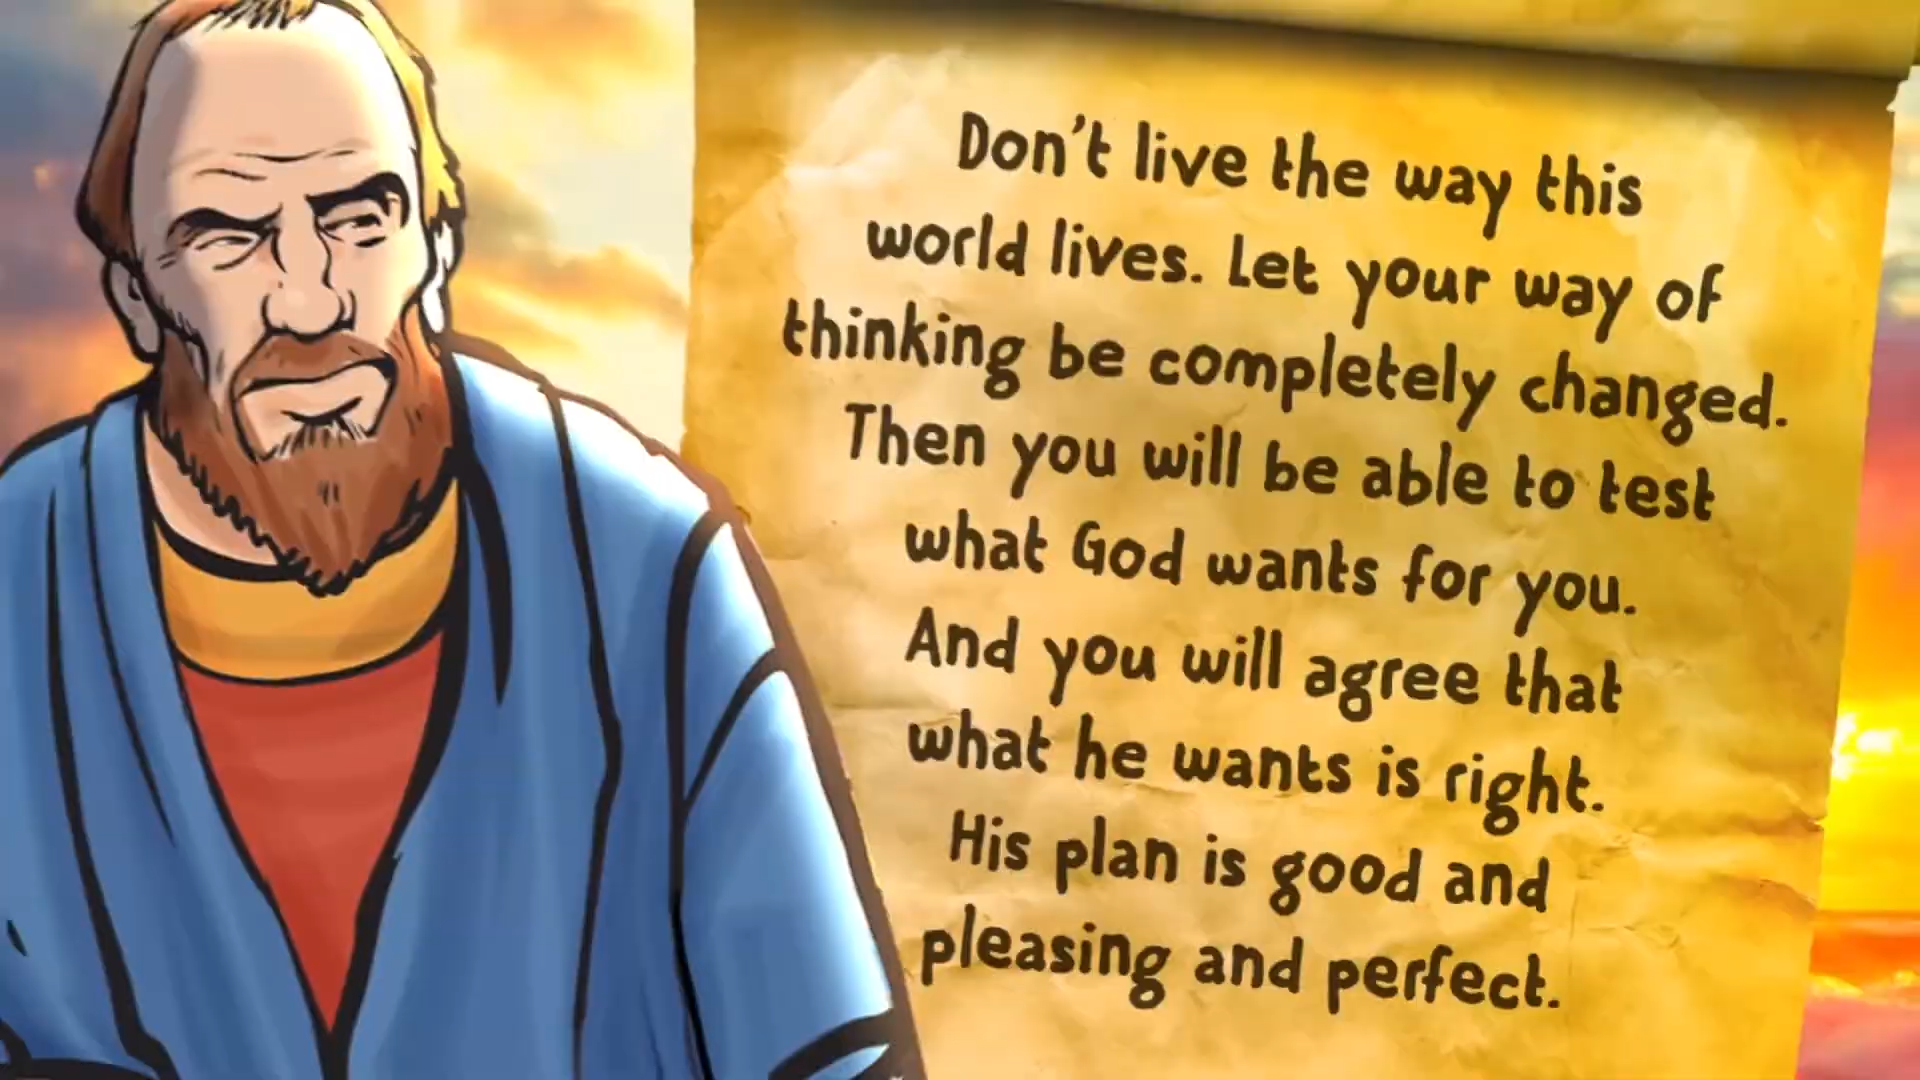 Don't live the way this
world lives. Let your way of
thinking be completely changed.
Then you will be able to test
what God wants for you.
And you will agree that
what he wants is right.
His plan is good and
pleasing and perfect.